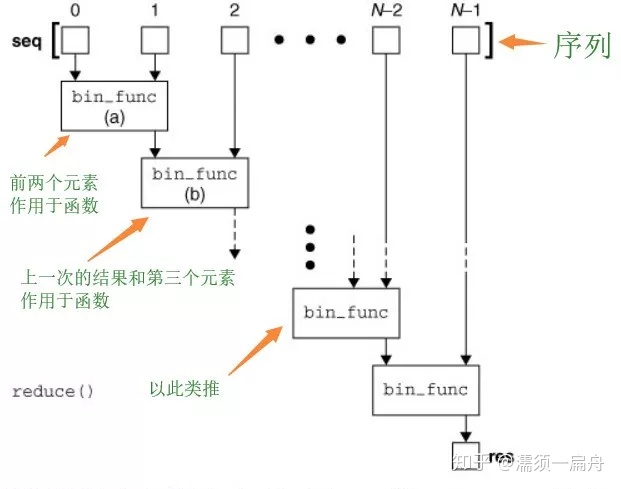 0 1 2 N–2 N–1
seq [ ] 序列
bin_func
(a)
bin_func
(b)
前两个元素
作用于函数
上一次的结果和第三个元素
作用于函数
bin_func
以此类推
reduce()
bin_func
res
知乎 @濡须一扁舟